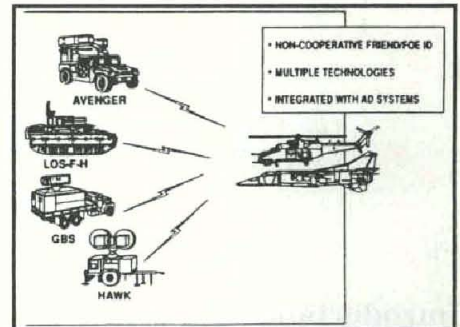 • NON-COOPERATIVE FRIEND/FOE ID
• MULTIPLE TECHNOLOGIES
• INTEGRATED WITH AD SYSTEMS
AVENGER
LOS-F-H
GBS
HAWK